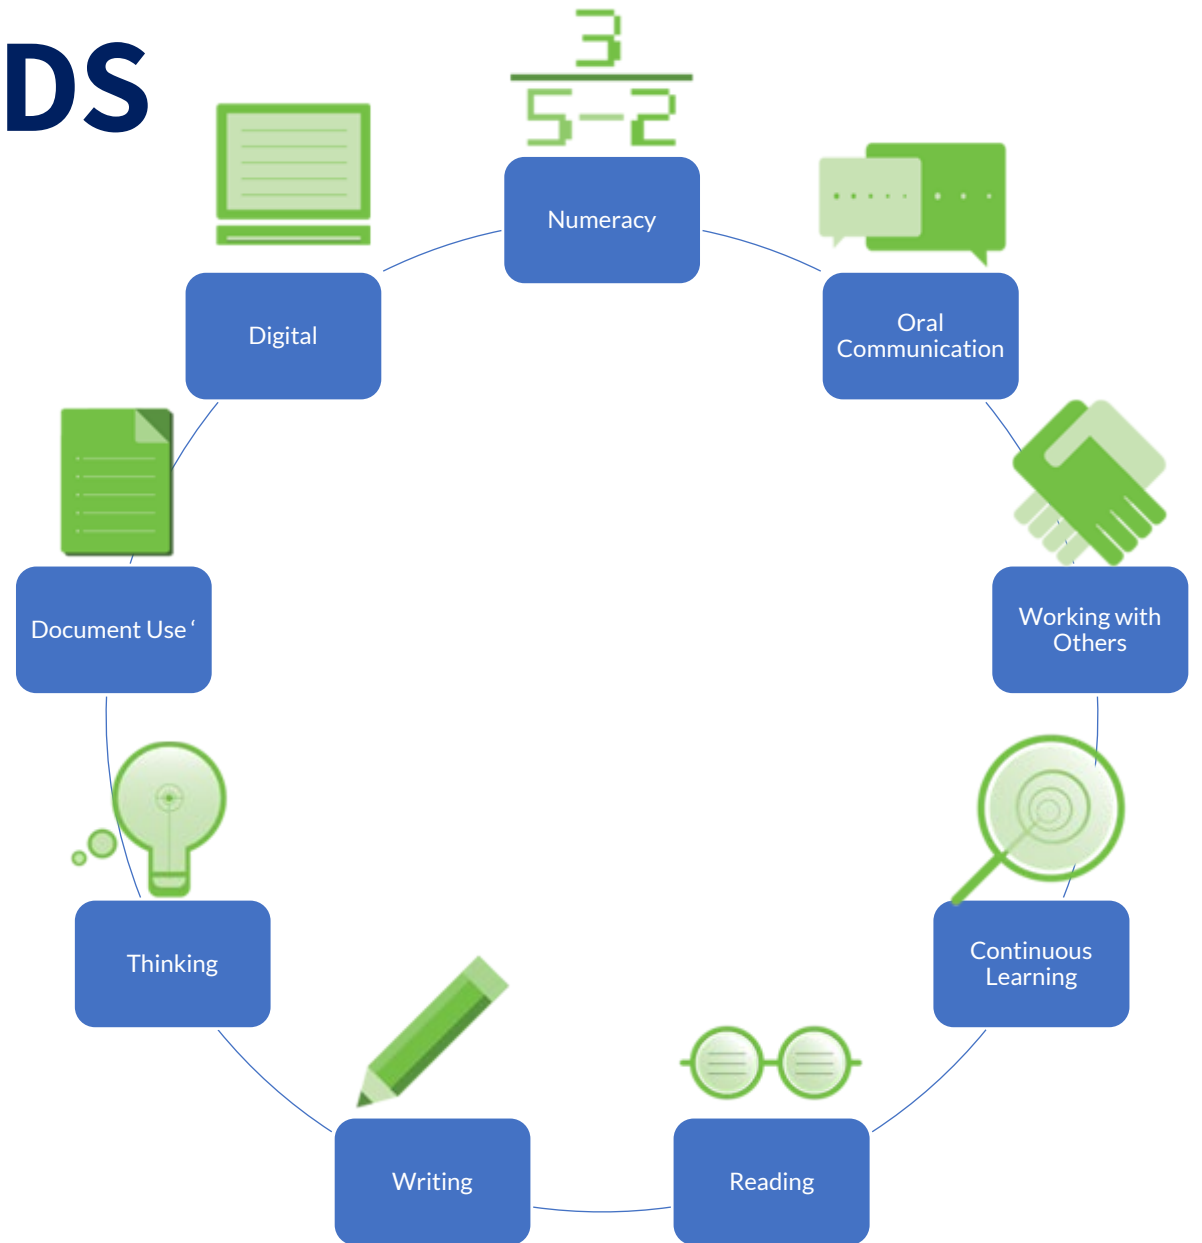 DS
3
5-2
Numeracy
Oral
Communication
Working with
Others
Continuous
Learning
Reading
Writing
Thinking
Document Use ‘
Digital